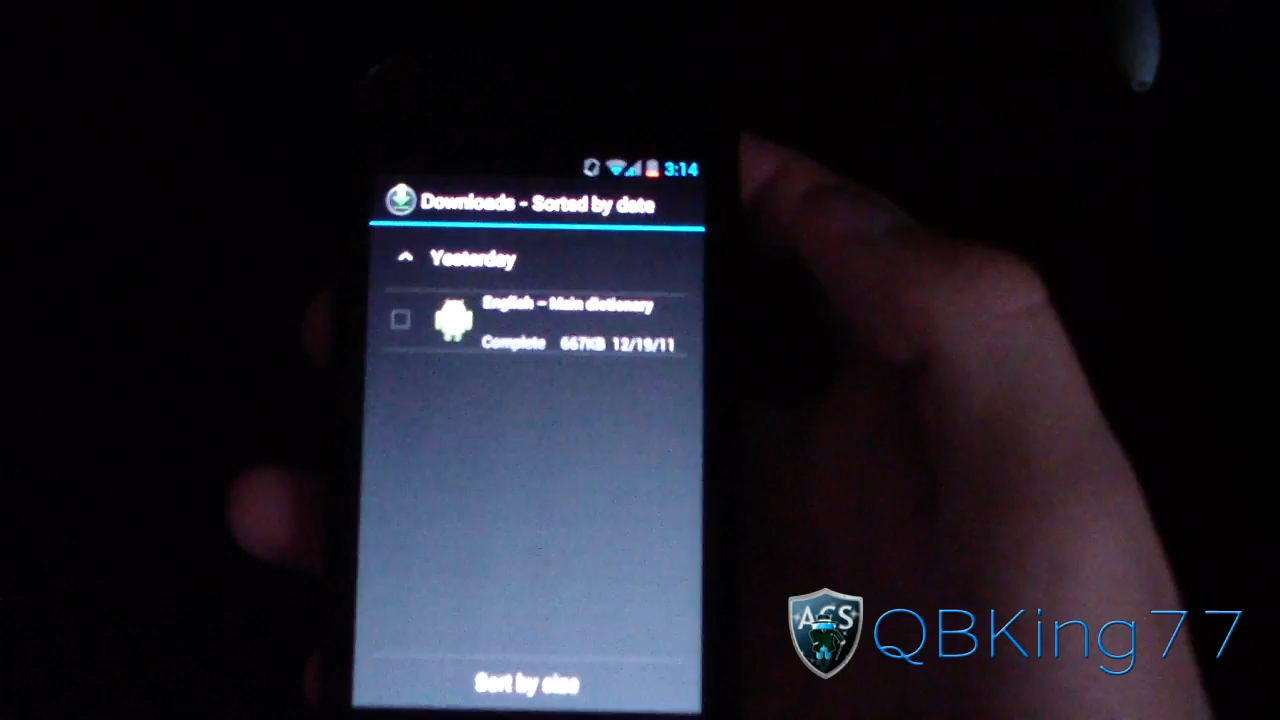 3:14
Downloads - Sorted by date
Yesterday
English – Main dictionary
Complete 667KB 12/19/11
Sort by size
ACS
QBKing77